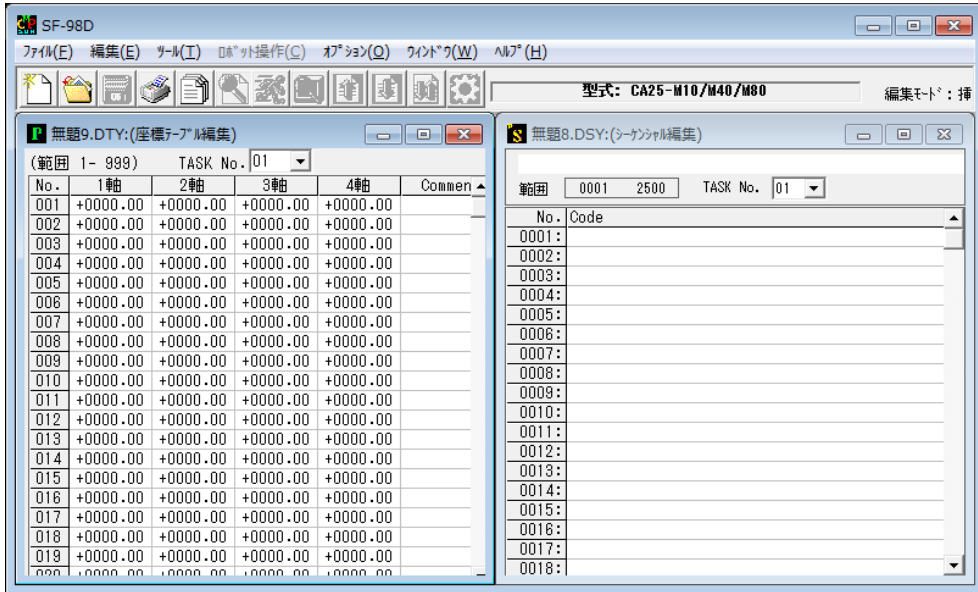 SF-98D
ﾌｧｲﾙ(F) 編集(E) ﾂｰﾙ(T) ﾛﾎﾞｯﾄ操作(C) ｵﾌﾟｼｮﾝ(O) ｳｨﾝﾄﾞｳ(W) ﾍﾙﾌﾟ(H)
型式: CA25-M10/M40/M80
編集ﾓｰﾄﾞ: 挿
無題9.DTY:(座標ﾃｰﾌﾞﾙ編集)
(範囲 1- 999) TASK No. 01
No. 1軸 2軸 3軸 4軸 Commen
001 +0000.00 +0000.00 +0000.00 +0000.00
002 +0000.00 +0000.00 +0000.00 +0000.00
003 +0000.00 +0000.00 +0000.00 +0000.00
004 +0000.00 +0000.00 +0000.00 +0000.00
005 +0000.00 +0000.00 +0000.00 +0000.00
006 +0000.00 +0000.00 +0000.00 +0000.00
007 +0000.00 +0000.00 +0000.00 +0000.00
008 +0000.00 +0000.00 +0000.00 +0000.00
009 +0000.00 +0000.00 +0000.00 +0000.00
010 +0000.00 +0000.00 +0000.00 +0000.00
011 +0000.00 +0000.00 +0000.00 +0000.00
012 +0000.00 +0000.00 +0000.00 +0000.00
013 +0000.00 +0000.00 +0000.00 +0000.00
014 +0000.00 +0000.00 +0000.00 +0000.00
015 +0000.00 +0000.00 +0000.00 +0000.00
016 +0000.00 +0000.00 +0000.00 +0000.00
017 +0000.00 +0000.00 +0000.00 +0000.00
018 +0000.00 +0000.00 +0000.00 +0000.00
019 +0000.00 +0000.00 +0000.00 +0000.00
020 +0000.00 +0000.00 +0000.00 +0000.00
無題8.DSY:(ｼｰｹﾝｼｬﾙ編集)
範囲 0001 2500 TASK No. 01
No. Code
0001:
0002:
0003:
0004:
0005:
0006:
0007:
0008:
0009:
0010:
0011:
0012:
0013:
0014:
0015:
0016:
0017:
0018: